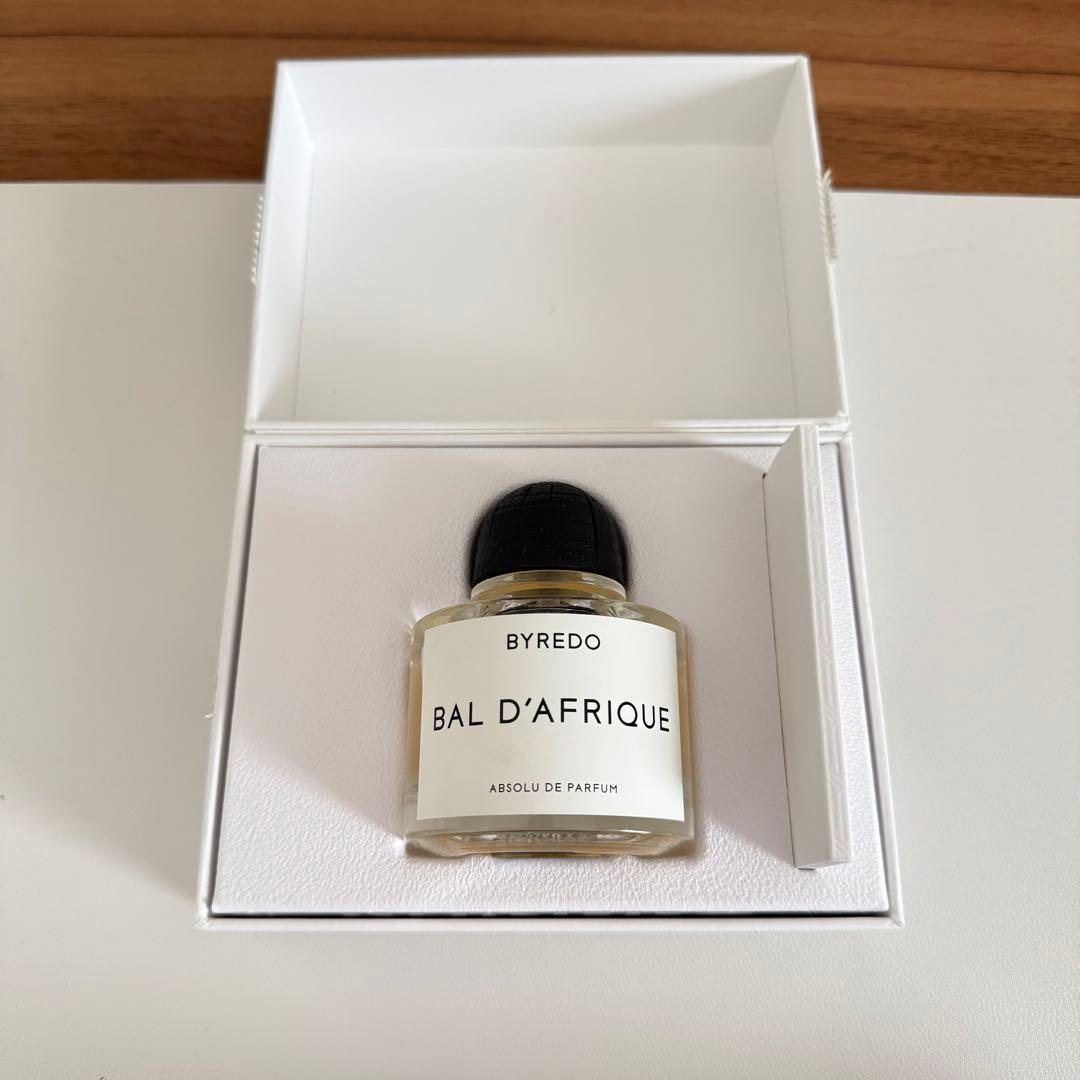 BYREDO
BAL D'AFRIQUE
ABSOLU DE PARFUM